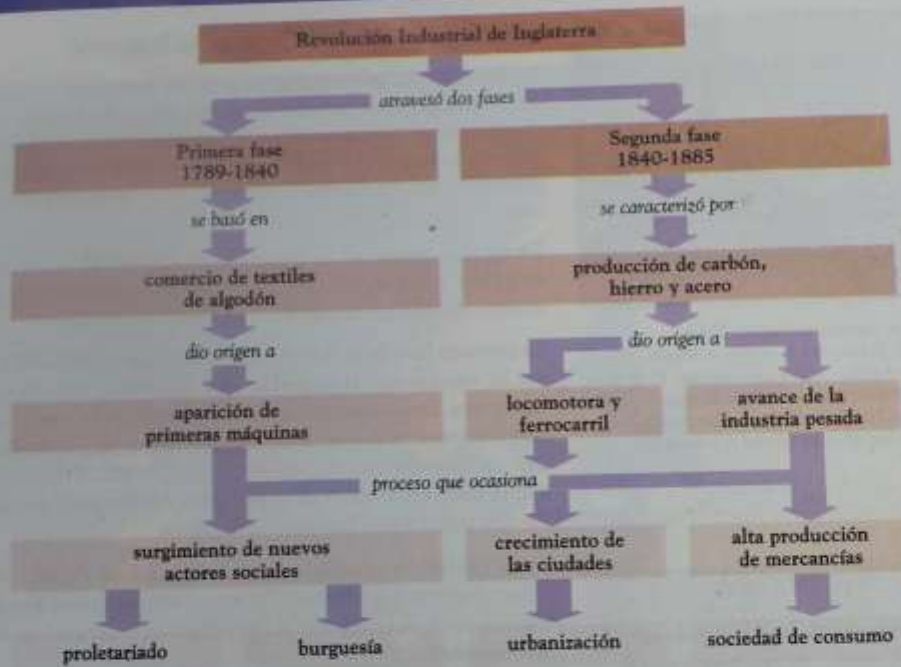 Revolución Industrial de Inglaterra
atravesó dos fases
Primera fase
1789-1840
Segunda fase
1840-1885
se basó en
se caracterizó por
comercio de textiles
de algodón
producción de carbón,
hierro y acero
dio origen a
dio origen a
aparición de
primeras máquinas
locomotora y
ferrocarril
avance de la
industria pesada
proceso que ocasiona
surgimiento de nuevos
actores sociales
crecimiento de
las ciudades
alta producción
de mercancías
proletariado
burguesía
urbanización
sociedad de consumo